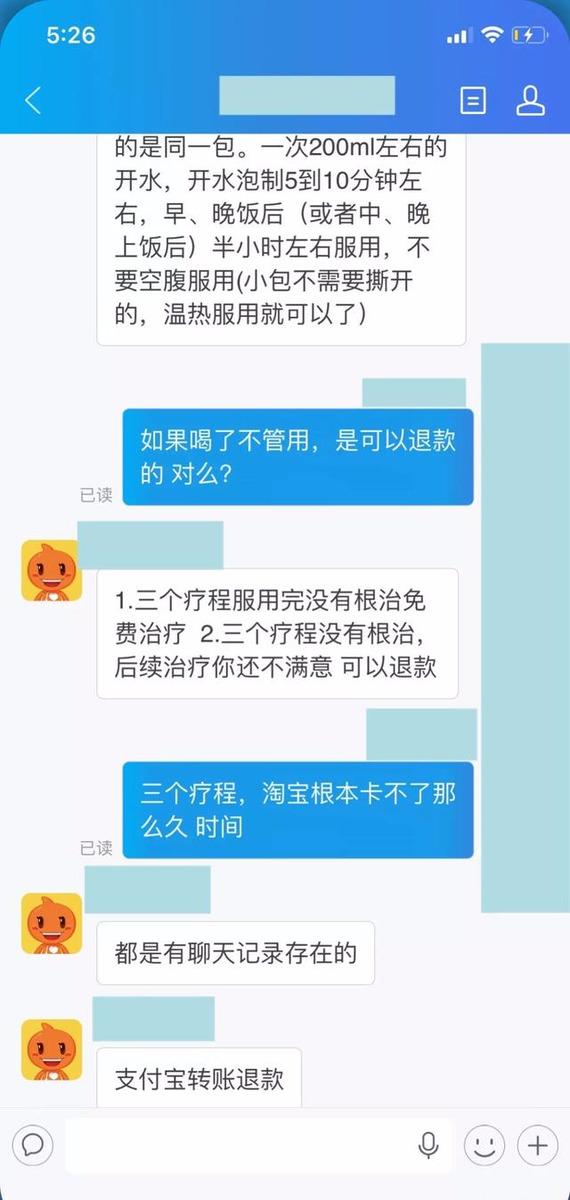 5:26
的是同一包。一次200ml左右的
开水，开水泡制5到10分钟左
右，早、晚饭后（或者中、晚
上饭后）半小时左右服用，不
要空腹服用(小包不需要撕开
的，温热服用就可以了）
如果喝了不管用，是可以退款
的 对么？
已读
1.三个疗程服用完没有根治免
费治疗  2.三个疗程没有根治，
后续治疗你还不满意 可以退款
三个疗程，淘宝根本卡不了那
么久 时间
已读
都是有聊天记录存在的
支付宝转账退款